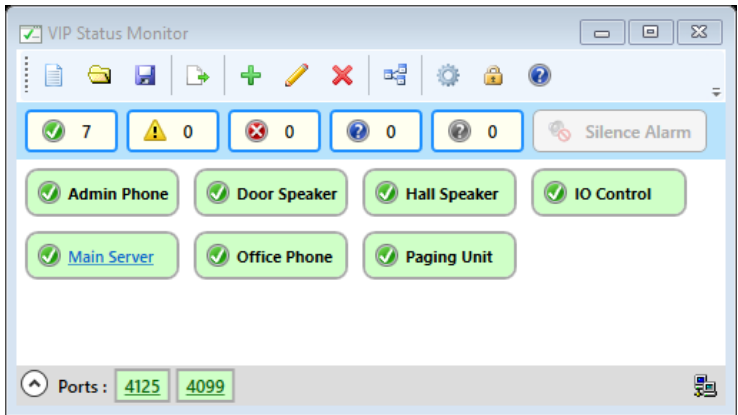 VIP Status Monitor
7 0 0 0 0 Silence Alarm
Admin Phone Door Speaker Hall Speaker IO Control
Main Server Office Phone Paging Unit
Ports : 4125 4099